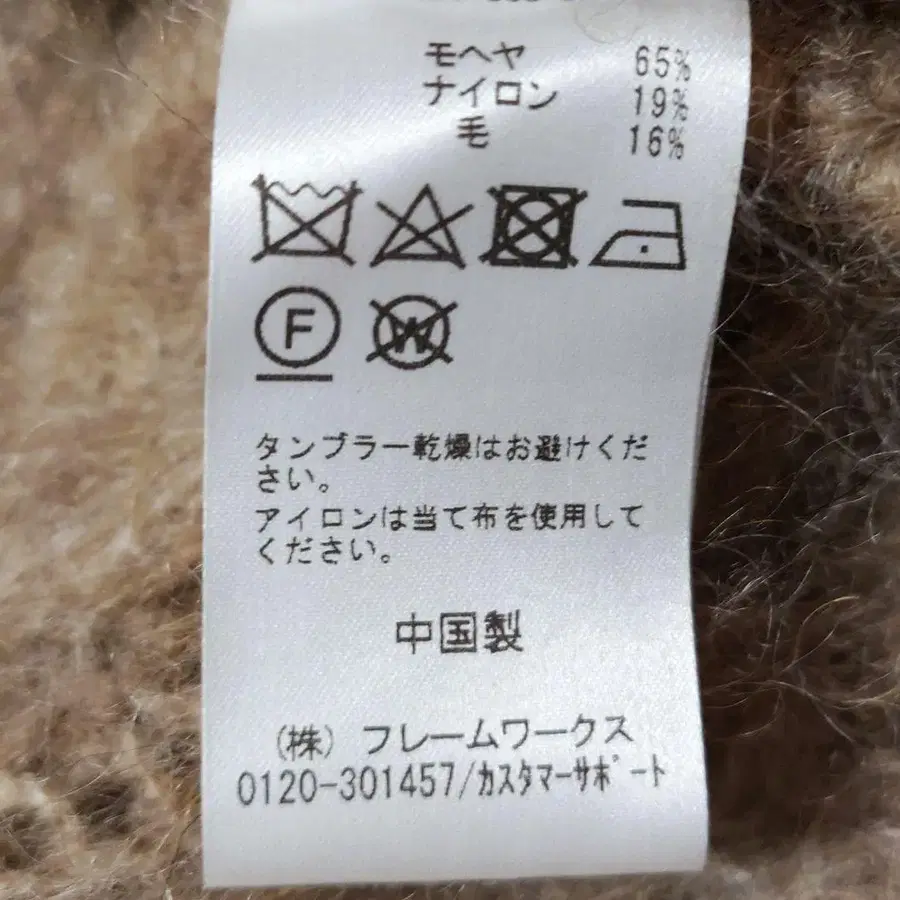 モヘヤ 65%
ナイロン 19%
毛 16%
F W
タンブラー乾燥はお避けくだ
さい。
アイロンは当て布を使用して
ください。
中国製
(株) フレームワークス
0120-301457/カスタマーサポート